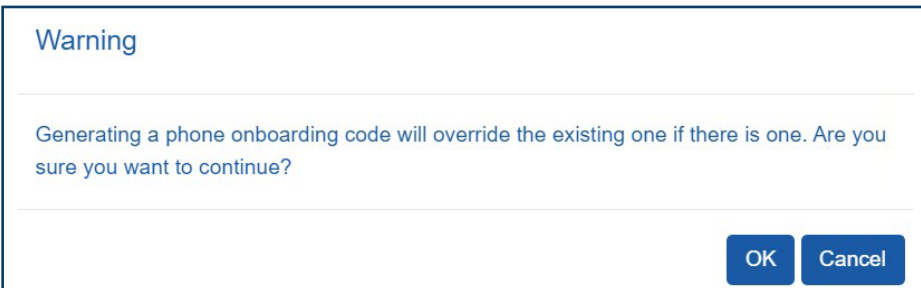 Warning
Generating a phone onboarding code will override the existing one if there is one. Are you
sure you want to continue?
OK Cancel